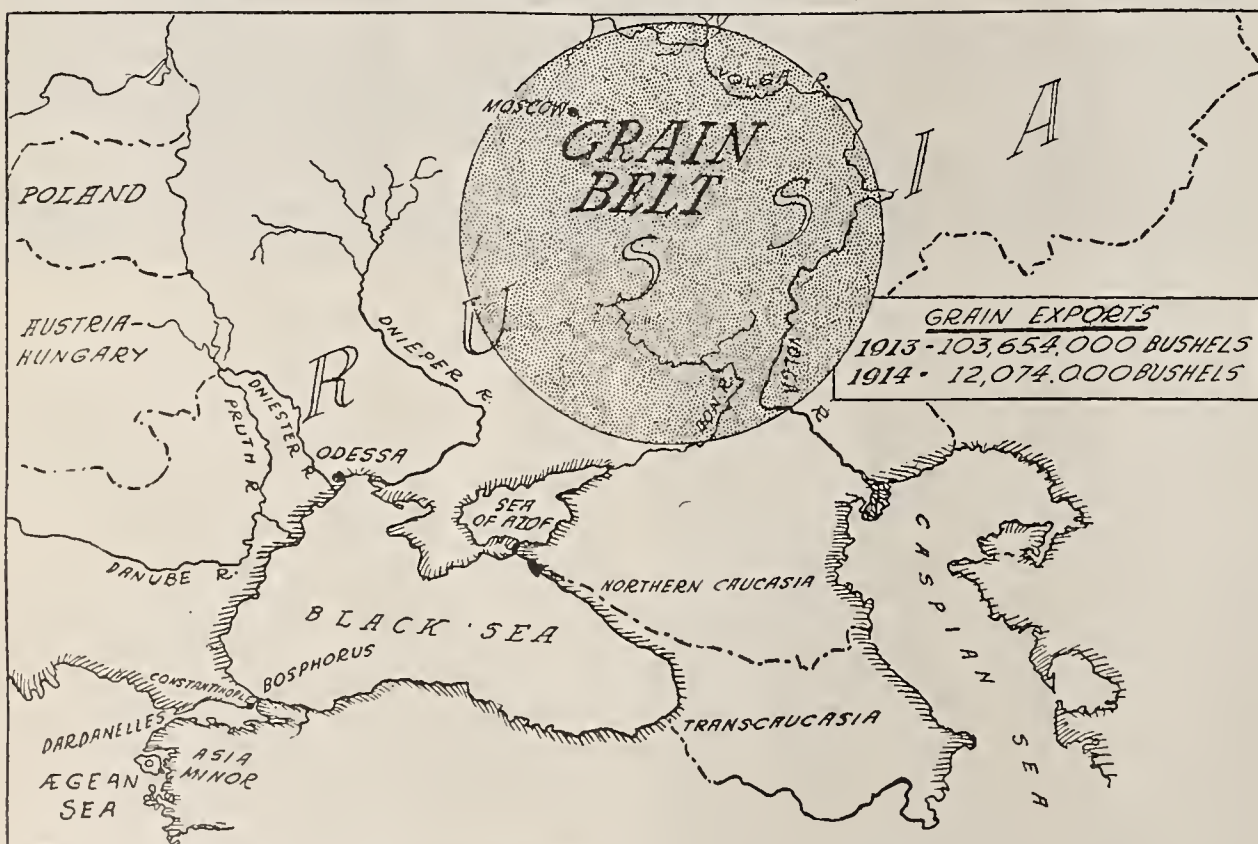 VOLGA R.
MOSCOW
GRAIN
BELT
RUSSIA
POLAND
AUSTRIA-
HUNGARY
DNIEPER R.
GRAIN EXPORTS
1913 - 103,654,000 BUSHELS
1914 - 12,074.000 BUSHELS
VOLGA R.
DON. R.
DNIESTER R.
PRUTH R.
ODESSA
SEA
OF AZOF
DANUBE R.
NORTHERN CAUCASIA
CASPIAN SEA
BLACK SEA
BOSPHORUS
CONSTANTINOPLE
DARDANELLES
TRANSCAUCASIA
ASIA
MINOR
ÆGEAN
SEA